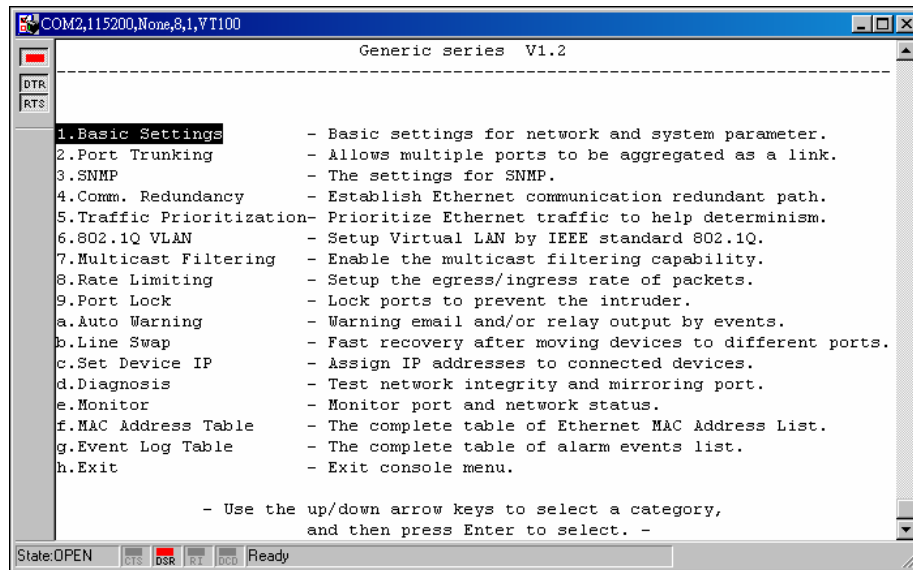 COM2,115200,None,8,1,VT100
Generic series V1.2
DTR
RTS
1.Basic Settings - Basic settings for network and system parameter.
2.Port Trunking - Allows multiple ports to be aggregated as a link.
3.SNMP - The settings for SNMP.
4.Comm. Redundancy - Establish Ethernet communication redundant path.
5.Traffic Prioritization- Prioritize Ethernet traffic to help determinism.
6.802.1Q VLAN - Setup Virtual LAN by IEEE standard 802.1Q.
7.Multicast Filtering - Enable the multicast filtering capability.
8.Rate Limiting - Setup the egress/ingress rate of packets.
9.Port Lock - Lock ports to prevent the intruder.
a.Auto Warning - Warning email and/or relay output by events.
b.Line Swap - Fast recovery after moving devices to different ports.
c.Set Device IP - Assign IP addresses to connected devices.
d.Diagnosis - Test network integrity and mirroring port.
e.Monitor - Monitor port and network status.
f.MAC Address Table - The complete table of Ethernet MAC Address List.
g.Event Log Table - The complete table of alarm events list.
h.Exit - Exit console menu.
- Use the up/down arrow keys to select a category,
and then press Enter to select. -
State:OPEN CTS DSR RI DCD Ready